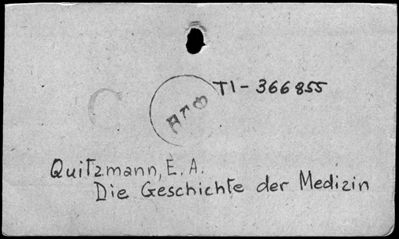 TI-366855
Quitzmann, E. A.
Die Geschichte der Medizin